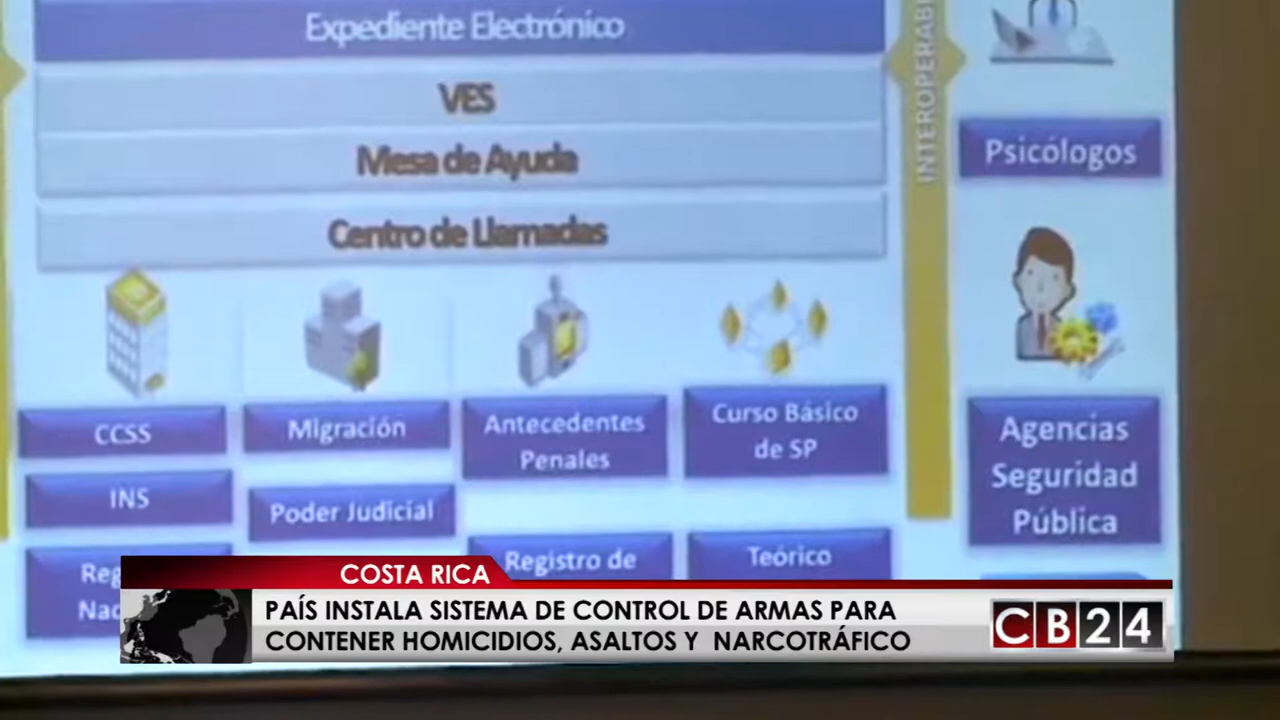 Expediente Electrónico
VES
Mesa de Ayuda
Centro de Llamadas
INTEROPERABI
Psicólogos
CCSS
Migración
Antecedentes
Penales
Curso Básico
de SP
INS
Poder Judicial
Agencias
Seguridad
Pública
Registro de
Teórico
COSTA RICA
PAÍS INSTALA SISTEMA DE CONTROL DE ARMAS PARA
CONTENER HOMICIDIOS, ASALTOS Y NARCOTRÁFICO
CB24